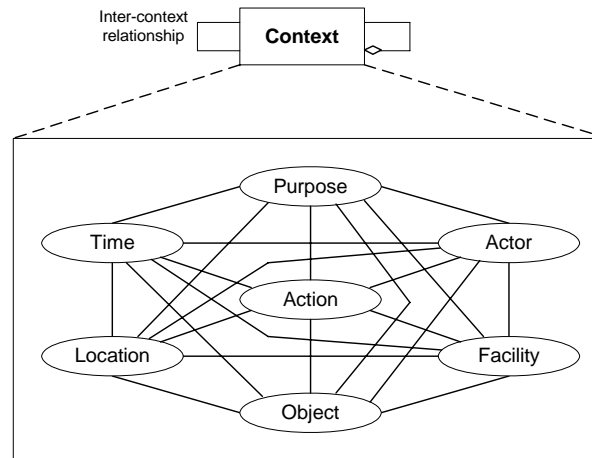 Inter-context
relationship
Context
Purpose
Time
Actor
Action
Location
Facility
Object